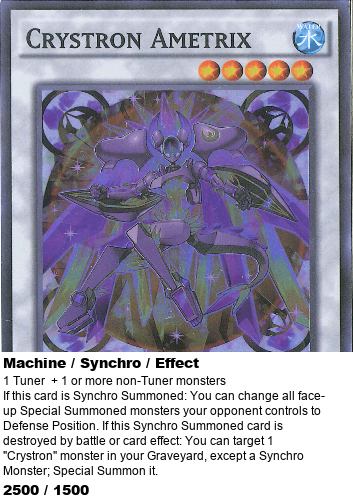 CRYSTRON AMETRIX
WATER
水
Machine / Synchro / Effect
1 Tuner + 1 or more non-Tuner monsters
If this card is Synchro Summoned: You can change all face-
up Special Summoned monsters your opponent controls to
Defense Position. If this Synchro Summoned card is
destroyed by battle or card effect: You can target 1
"Crystron" monster in your Graveyard, except a Synchro
Monster; Special Summon it.
2500 / 1500